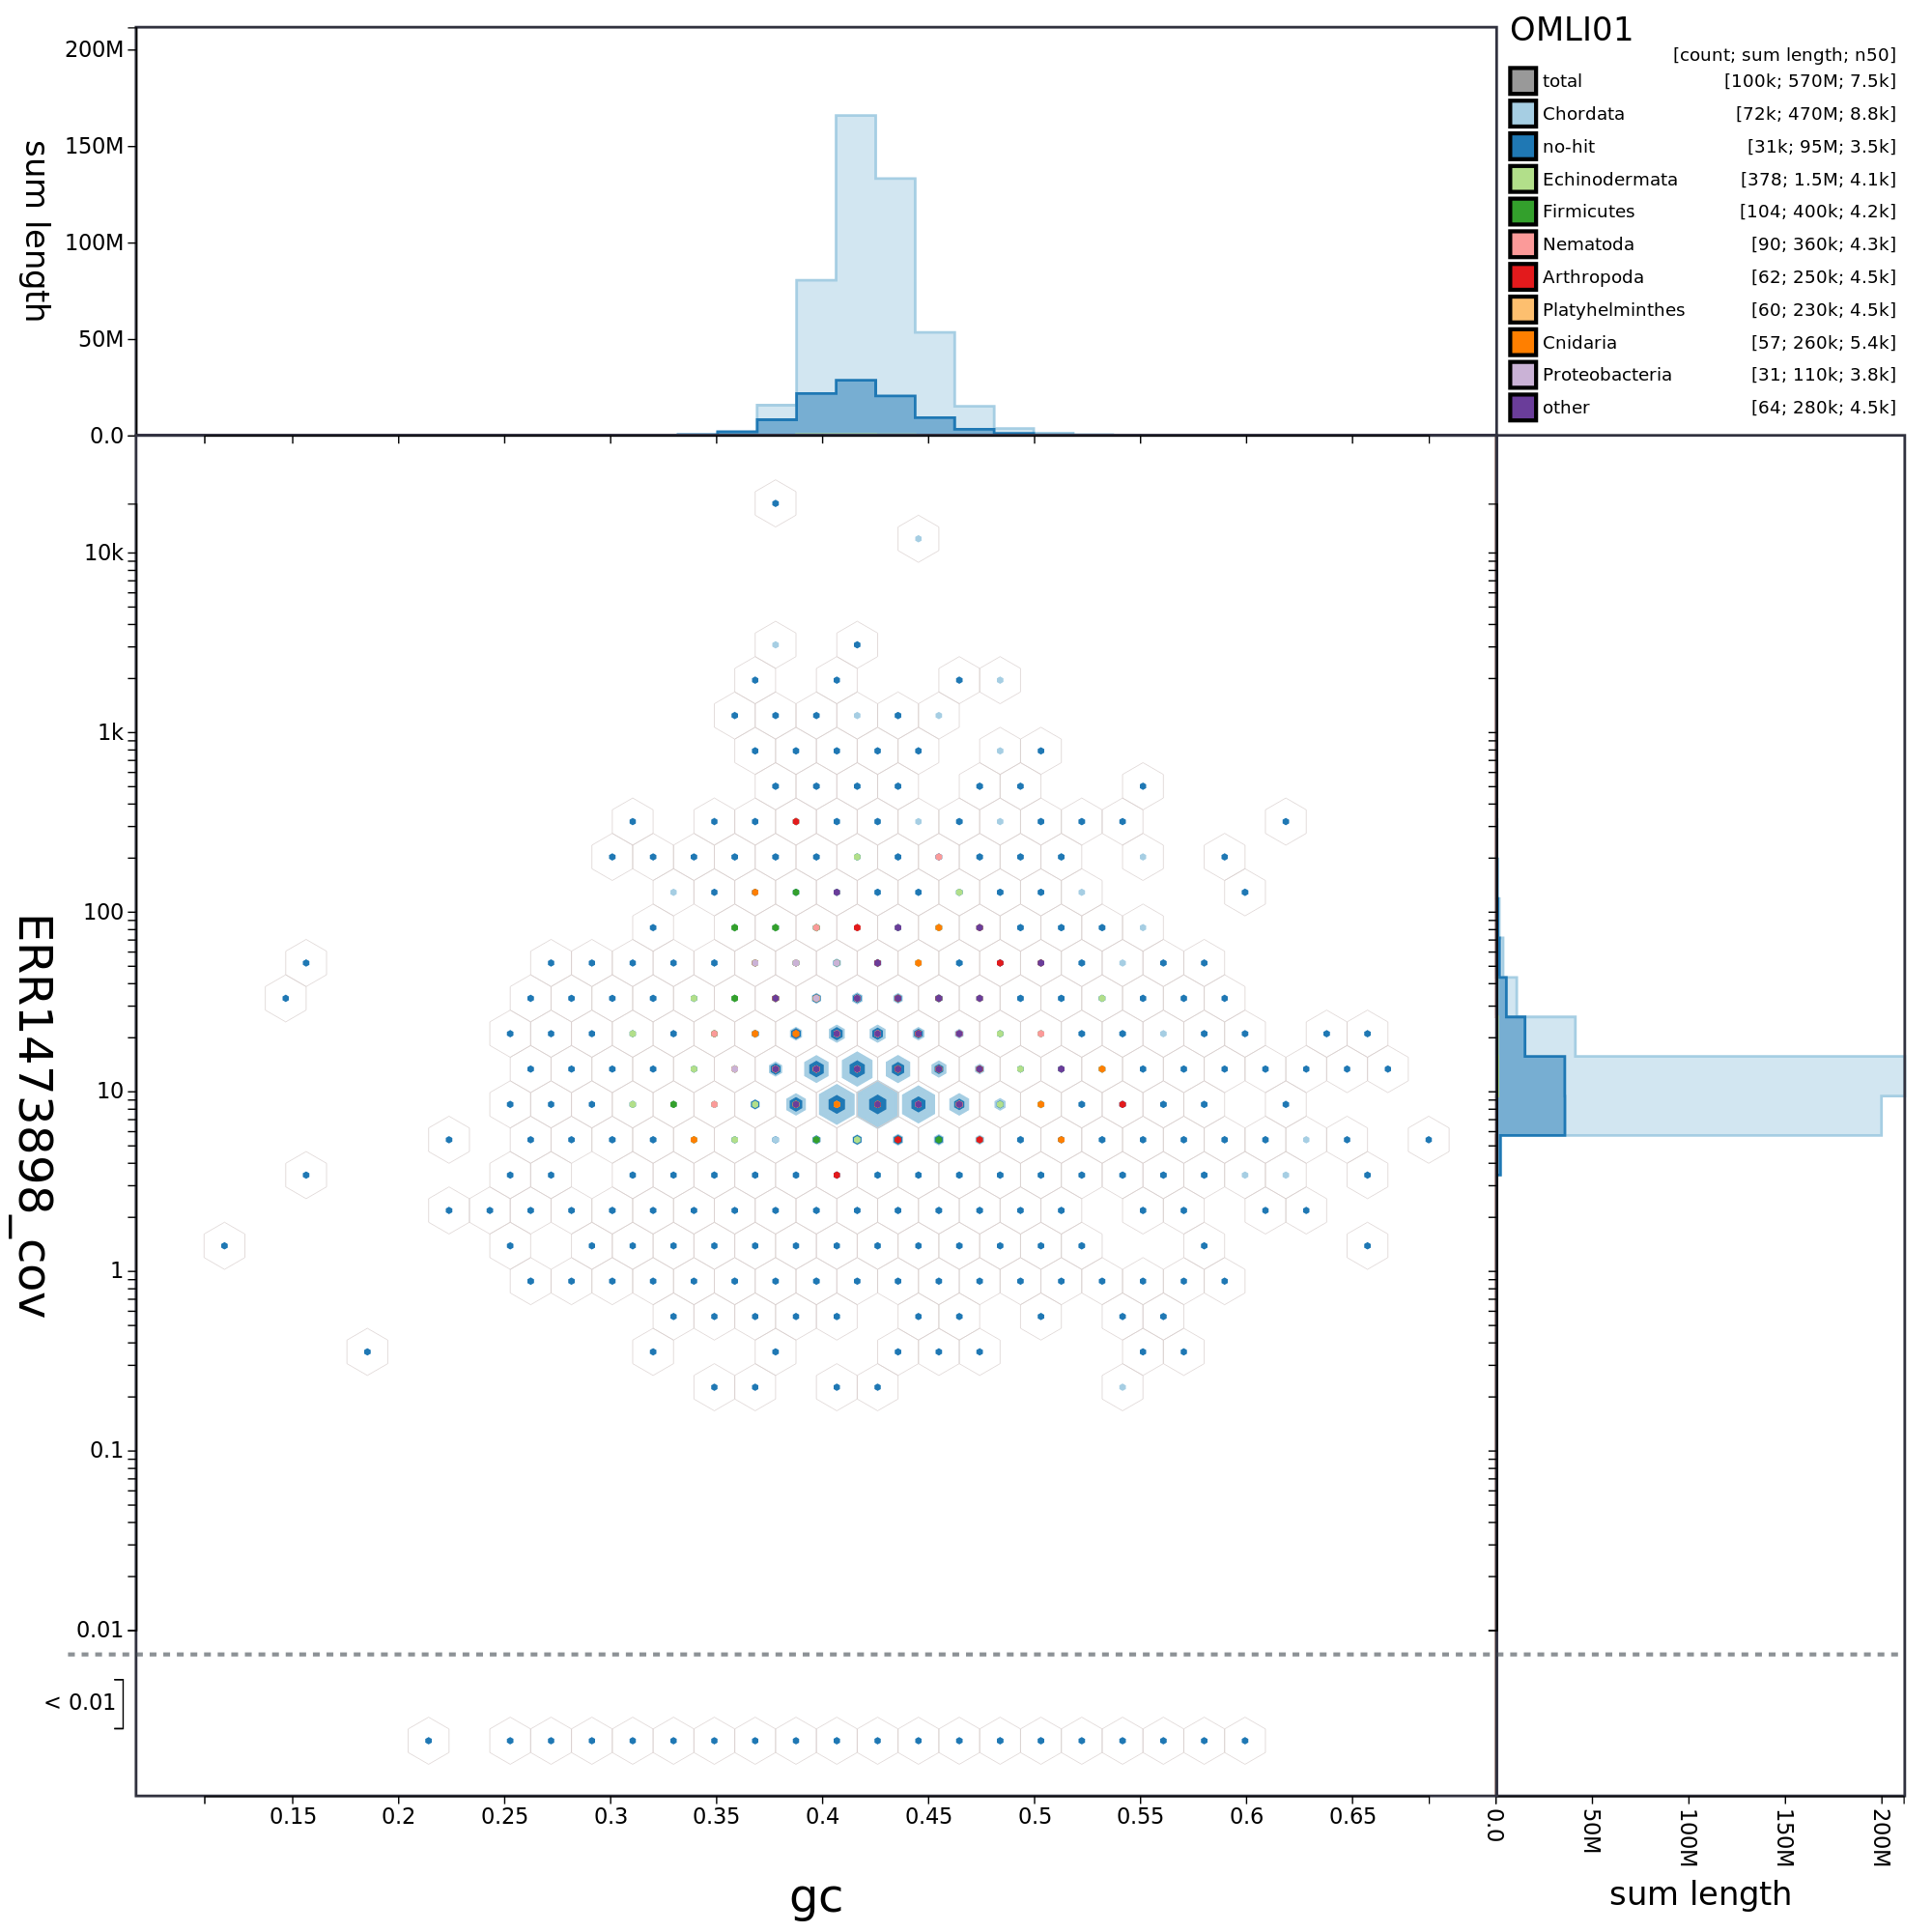 OMLI01
[count; sum length; n50]
total [100k; 570M; 7.5k]
Chordata [72k; 470M; 8.8k]
no-hit [31k; 95M; 3.5k]
Echinodermata [378; 1.5M; 4.1k]
Firmicutes [104; 400k; 4.2k]
Nematoda [90; 360k; 4.3k]
Arthropoda [62; 250k; 4.5k]
Platyhelminthes [60; 230k; 4.5k]
Cnidaria [57; 260k; 5.4k]
Proteobacteria [31; 110k; 3.8k]
other [64; 280k; 4.5k]
sum length
200M
150M
100M
50M
0.0
ERR1473898_cov
10k
1k
100
10
1
0.1
0.01
< 0.01
0.15 0.2 0.25 0.3 0.35 0.4 0.45 0.5 0.55 0.6 0.65
gc
0.0 50M 100M 150M 200M
sum length